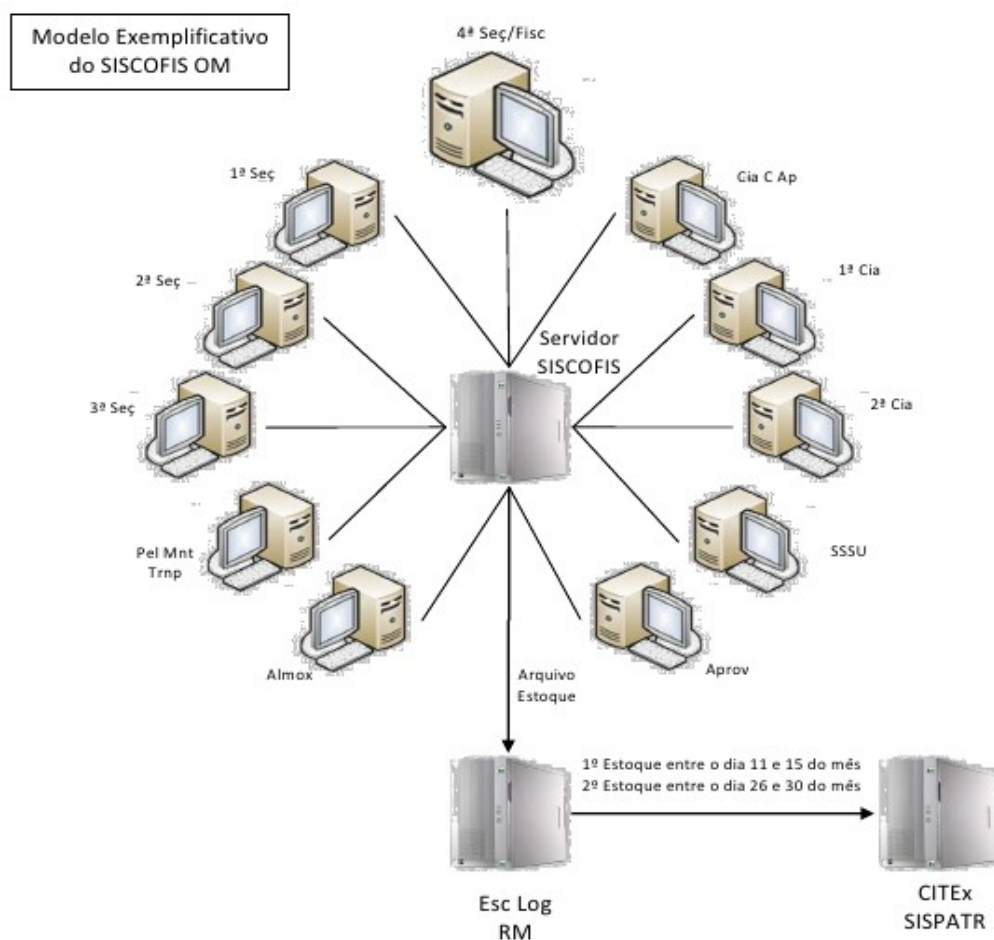 Modelo Exemplificativo
do SISCOFIS OM
4ª Seç/Fisc
1ª Seç
Cia C Ap
2ª Seç
1ª Cia
Servidor
SISCOFIS
3ª Seç
2ª Cia
Pel Mnt
Trnp
SSSU
Almox
Arquivo
Estoque
Aprov
1º Estoque entre o dia 11 e 15 do mês
2º Estoque entre o dia 26 e 30 do mês
Esc Log
RM
CITEx
SISPATR